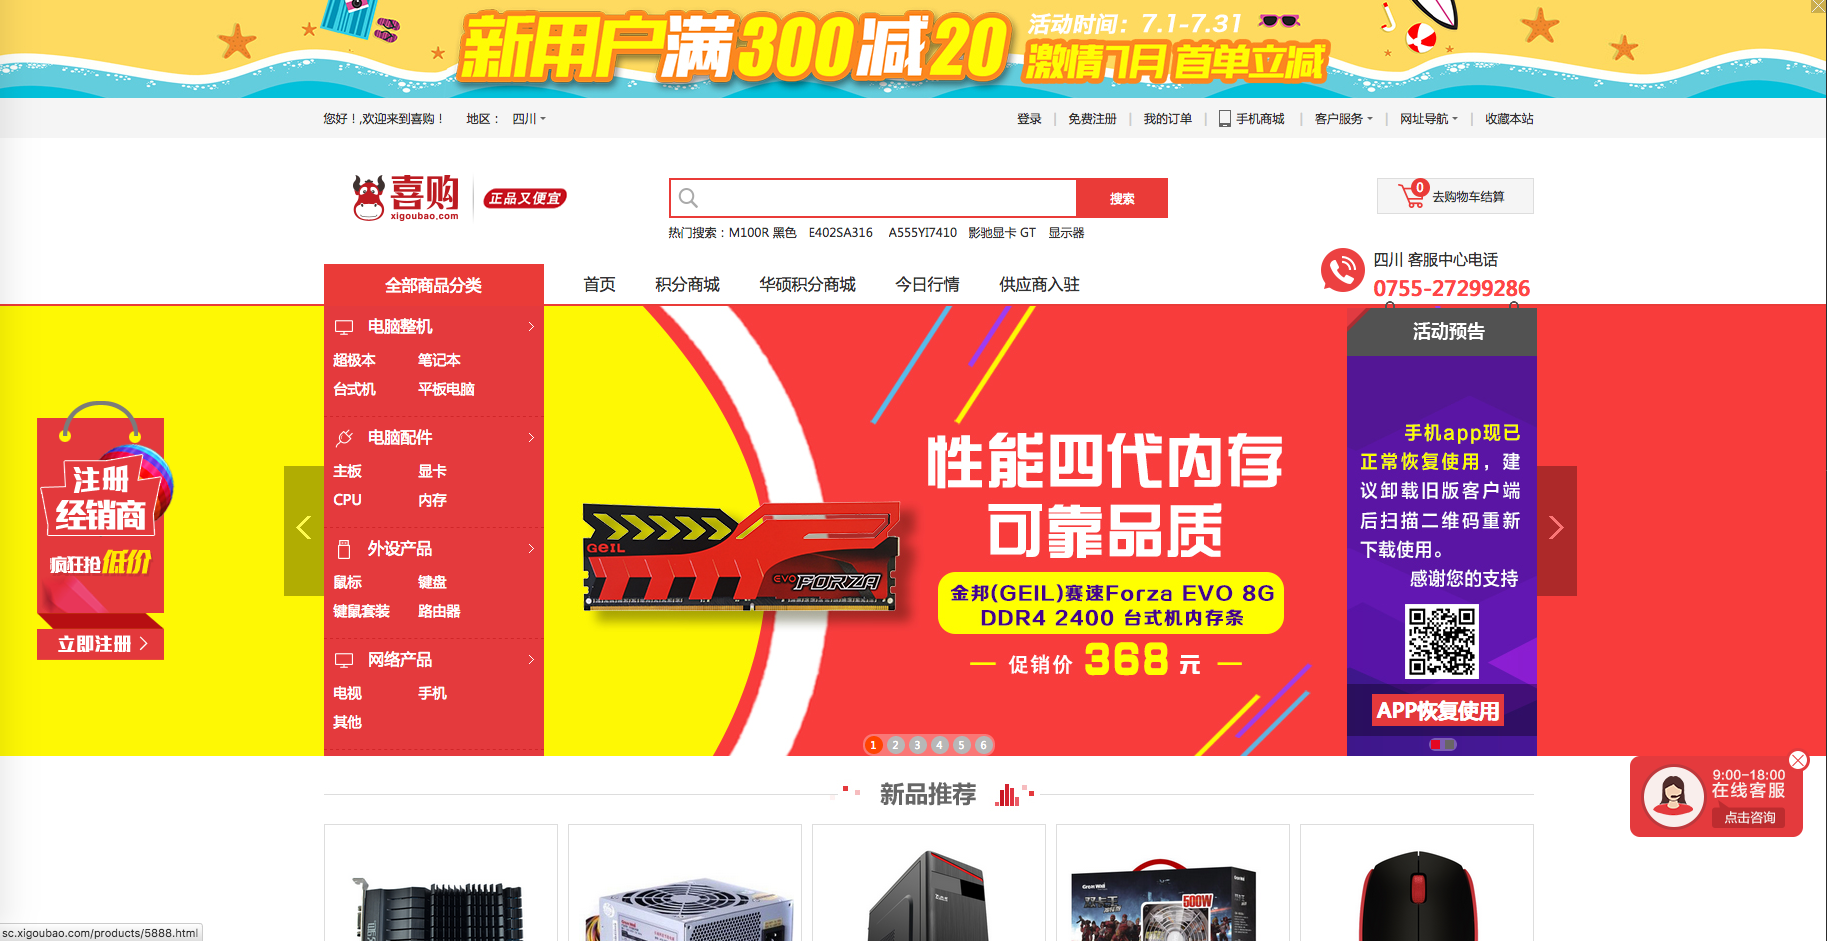 新用户满300减20
活动时间：7.1-7.31
激情7月 首单立减
您好！,欢迎来到喜购！ 地区： 四川
登录 | 免费注册 | 我的订单 | 手机商城 | 客户服务 | 网址导航 | 收藏本站
喜购
xigoubao.com
正品又便宜
搜索
0 去购物车结算
热门搜索：M100R 黑色 E402SA316 A555YI7410 影驰显卡 GT 显示器
四川 客服中心电话
0755-27299286
全部商品分类
首页 积分商城 华硕积分商城 今日行情 供应商入驻
电脑整机
超极本 笔记本
台式机 平板电脑
电脑配件
主板 显卡
CPU 内存
外设产品
鼠标 键盘
键鼠套装 路由器
网络产品
电视 手机
其他
注册
经销商
疯狂抢低价
立即注册
GEIL
EVO FORZA
性能四代内存
可靠品质
金邦(GEIL)赛速Forza EVO 8G
DDR4 2400 台式机内存条
促销价 368 元
1 2 3 4 5 6
活动预告
手机app现已
正常恢复使用，建
议卸载旧版客户端
后扫描二维码重新
下载使用。
感谢您的支持
APP恢复使用
新品推荐
9:00-18:00
在线客服
点击咨询
Great Wall
500W
sc.xigoubao.com/products/5888.html